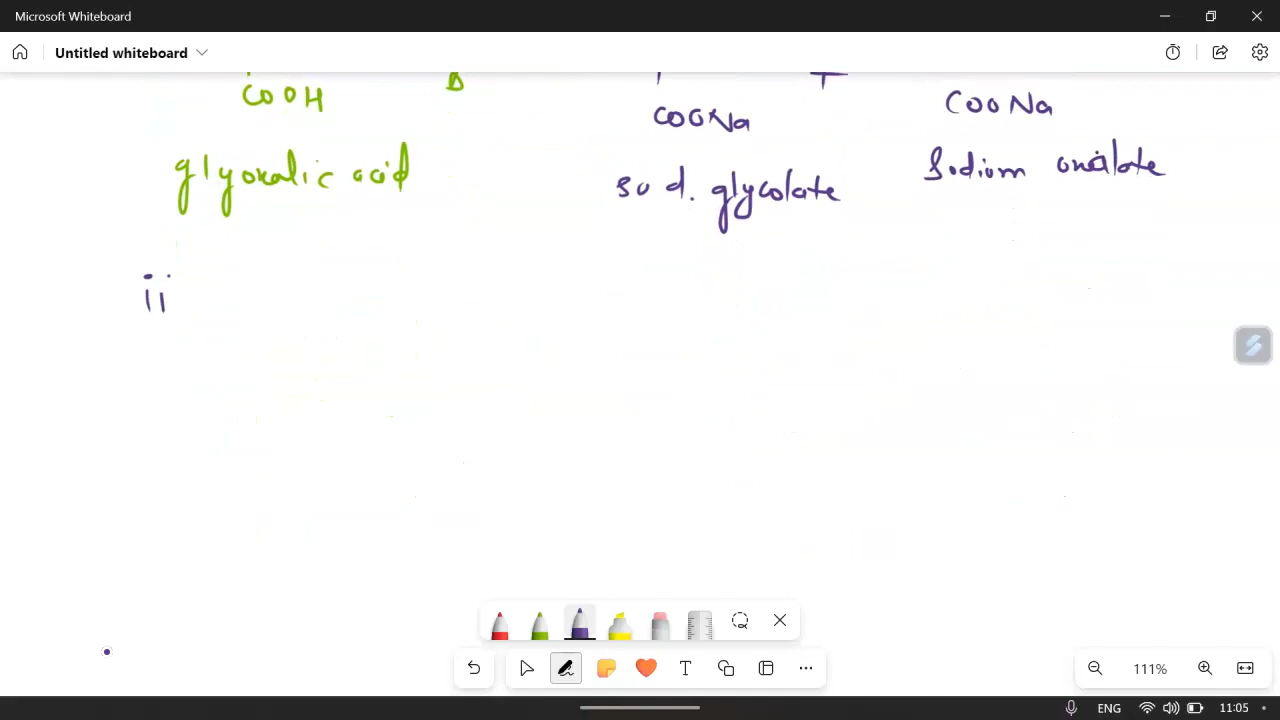 Microsoft Whiteboard
Untitled whiteboard
COOH
Δ
COONa
COONa
glyoxalic acid
sod. glycolate
Sodium oxalate
ii
111%
ENG
11:05